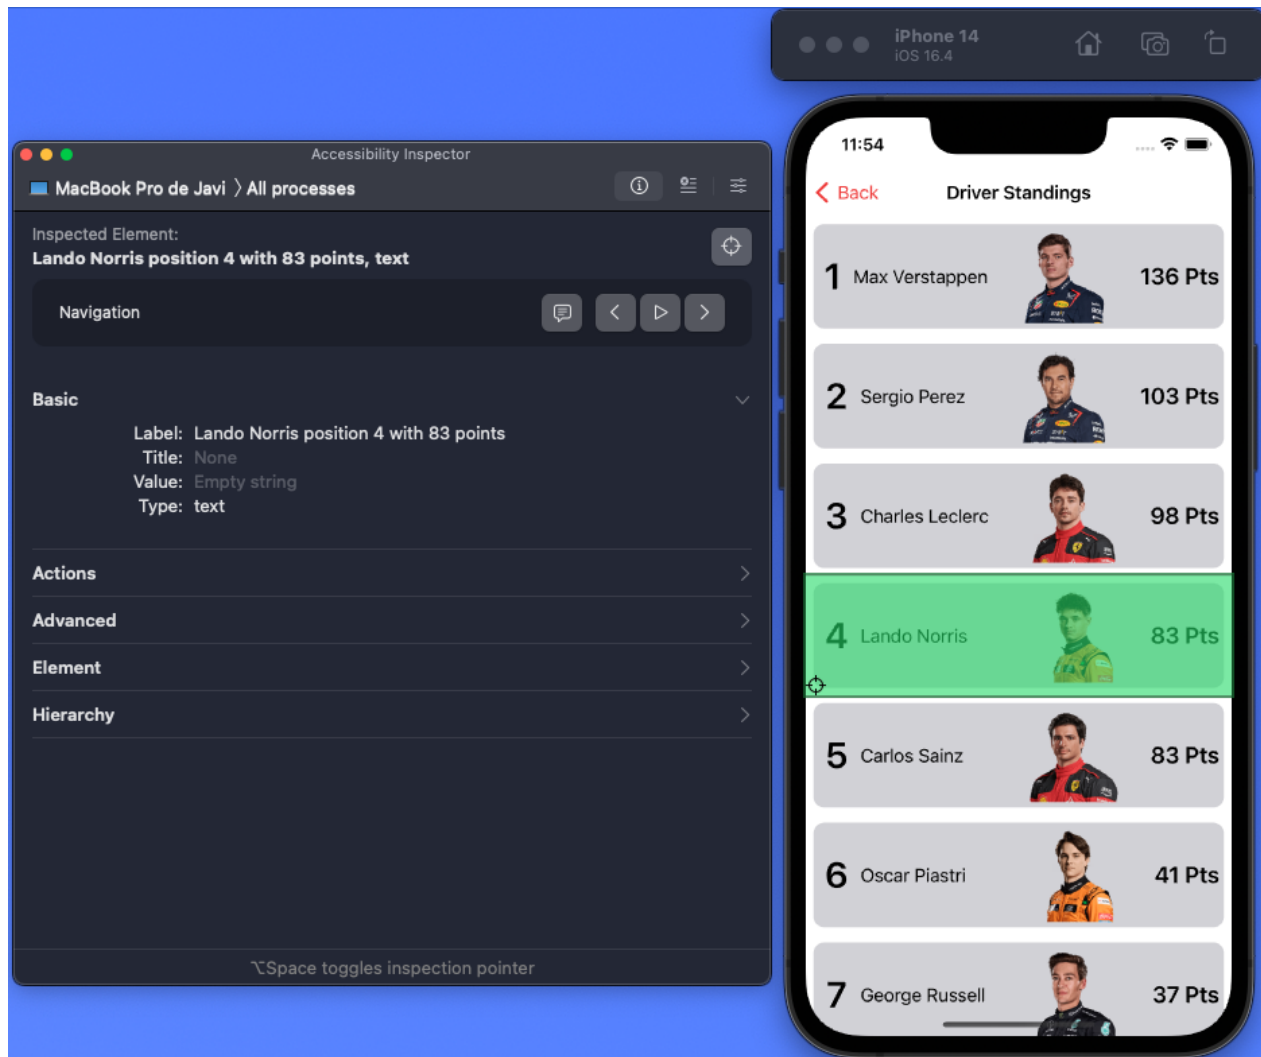 iPhone 14
iOS 16.4
Accessibility Inspector
MacBook Pro de Javi 〉All processes
Inspected Element:
Lando Norris position 4 with 83 points, text
Navigation
Basic
Label: Lando Norris position 4 with 83 points
Title: None
Value: Empty string
Type: text
Actions
Advanced
Element
Hierarchy
⌥Space toggles inspection pointer
11:54
Back Driver Standings
1 Max Verstappen 136 Pts
2 Sergio Perez 103 Pts
3 Charles Leclerc 98 Pts
4 Lando Norris 83 Pts
5 Carlos Sainz 83 Pts
6 Oscar Piastri 41 Pts
7 George Russell 37 Pts